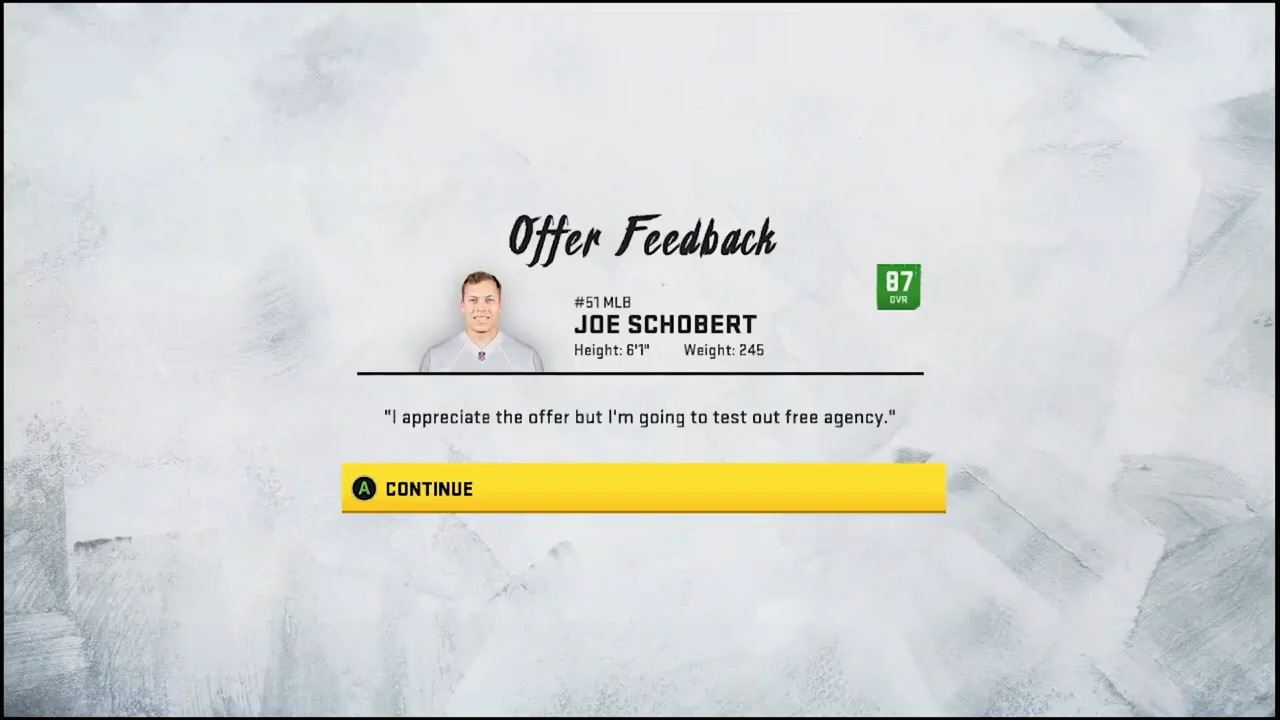 Offer Feedback
87
OVR
#51 MLB
JOE SCHOBERT
Height: 6'1" Weight: 245
"I appreciate the offer but I'm going to test out free agency."
A CONTINUE